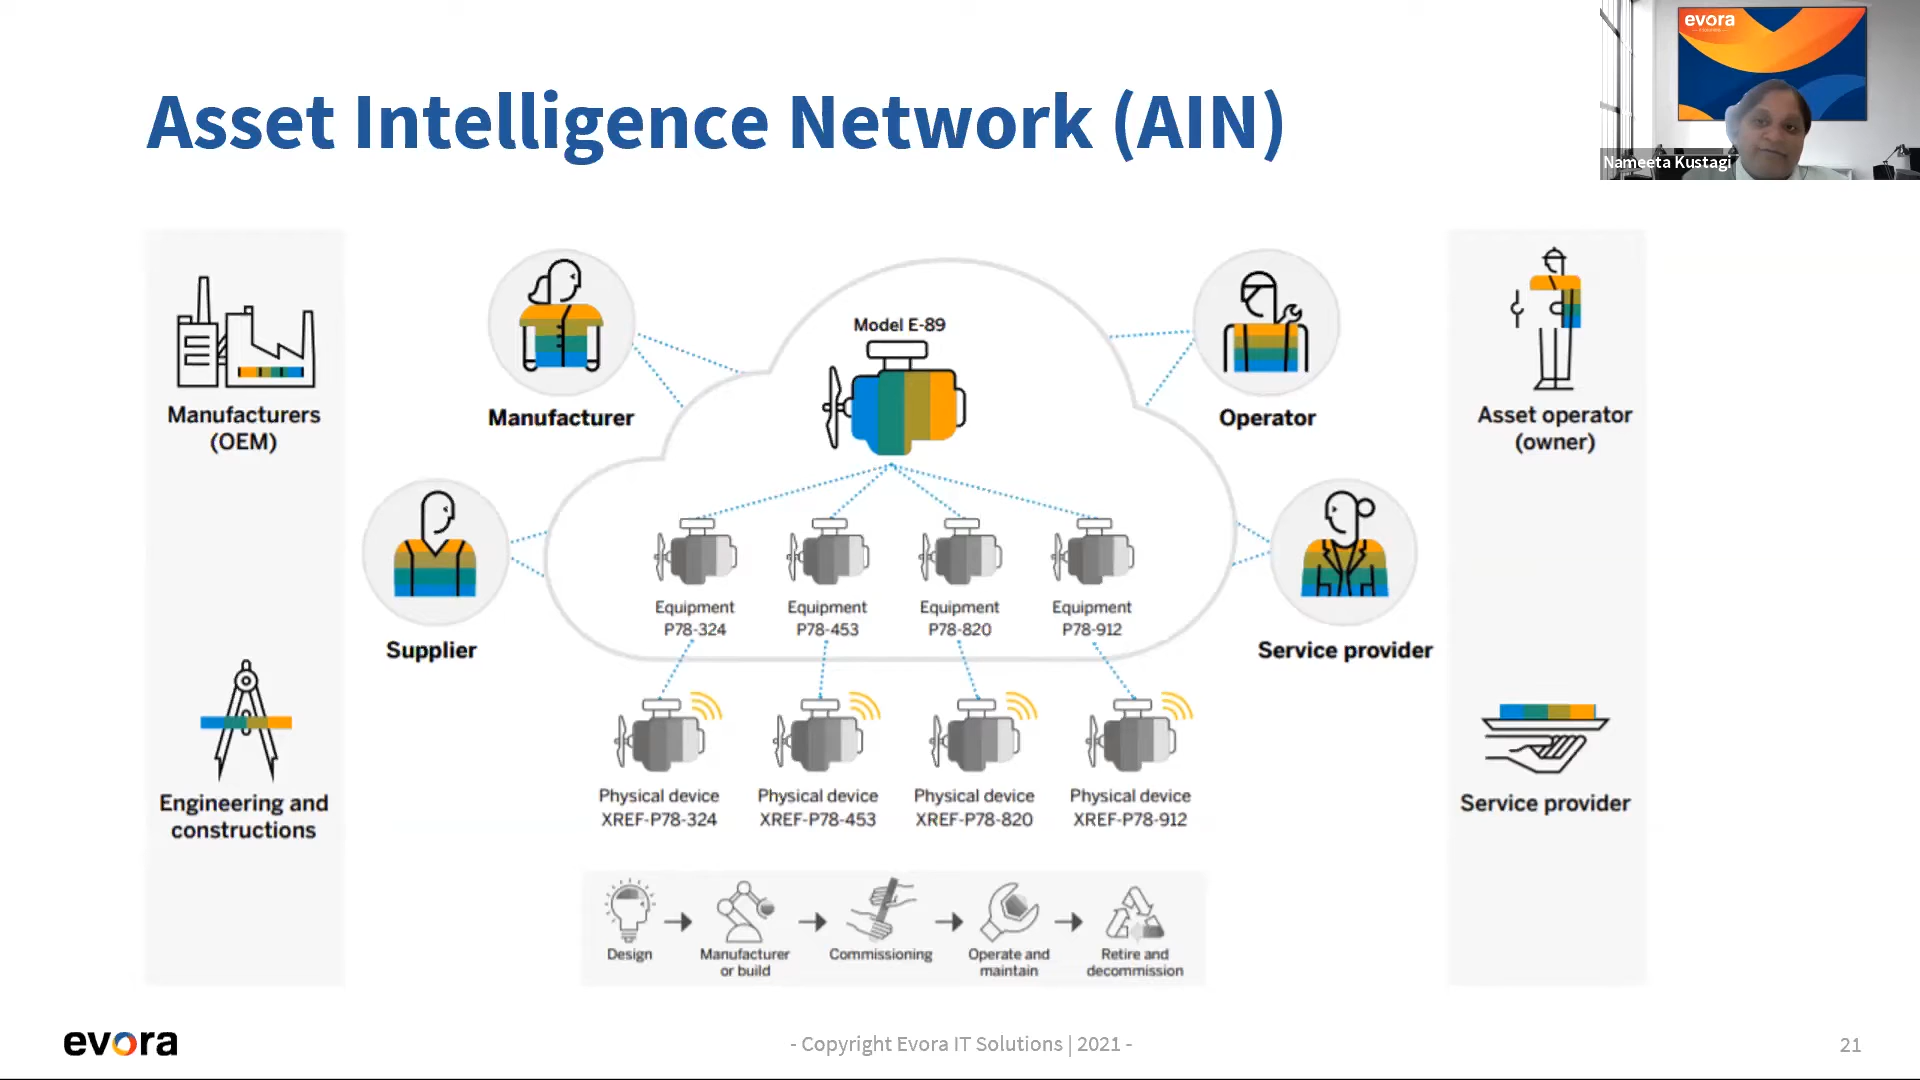 Asset Intelligence Network (AIN)
evora
Nameeta Kustagi
Manufacturers
(OEM)
Engineering and
constructions
Manufacturer
Supplier
Model E-89
Equipment
P78-324
Equipment
P78-453
Equipment
P78-820
Equipment
P78-912
Physical device
XREF-P78-324
Physical device
XREF-P78-453
Physical device
XREF-P78-820
Physical device
XREF-P78-912
Operator
Service provider
Asset operator
(owner)
Service provider
Design
Manufacturer
or build
Commissioning
Operate and
maintain
Retire and
decommission
evora
- Copyright Evora IT Solutions | 2021 -
21